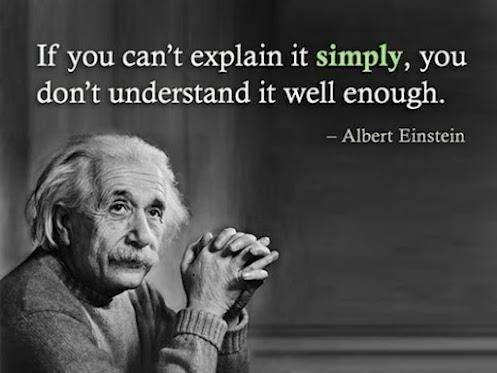 If you can’t explain it simply, you
don’t understand it well enough.
– Albert Einstein